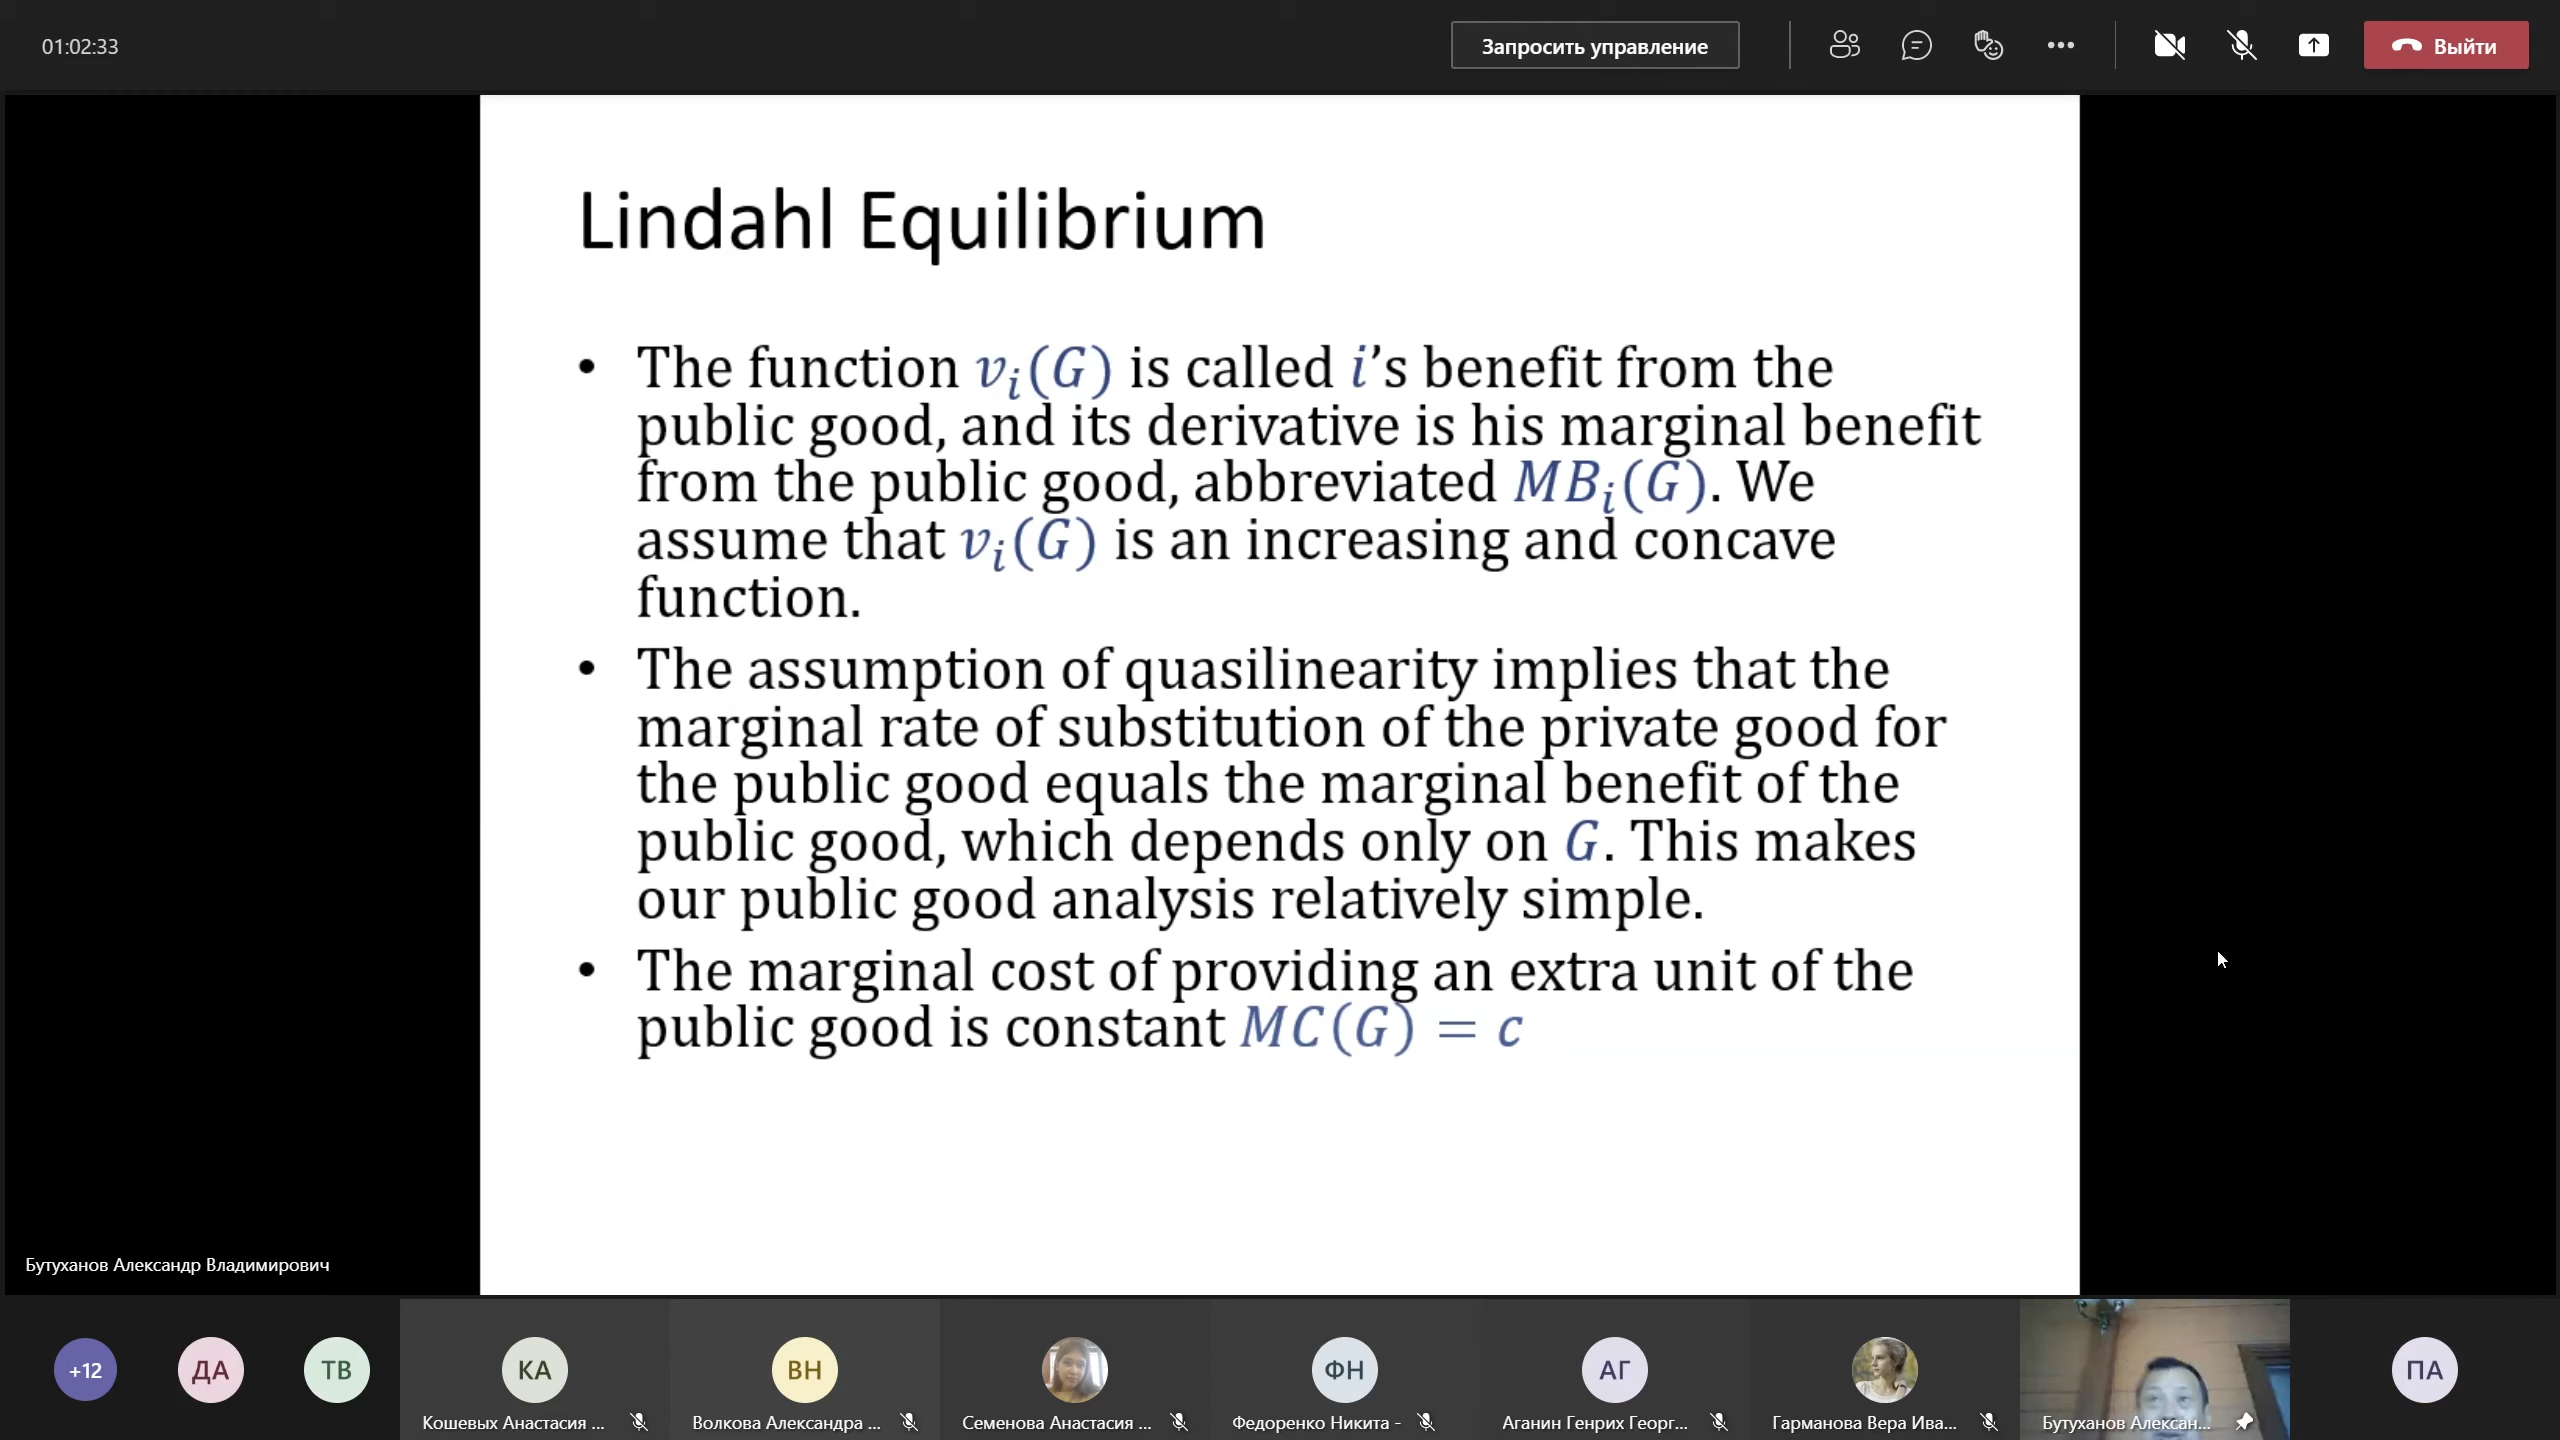 01:02:33
Запросить управление
Выйти
Lindahl Equilibrium
• The function v_i(G) is called i’s benefit from the
public good, and its derivative is his marginal benefit
from the public good, abbreviated MB_i(G). We
assume that v_i(G) is an increasing and concave
function.
• The assumption of quasilinearity implies that the
marginal rate of substitution of the private good for
the public good equals the marginal benefit of the
public good, which depends only on G. This makes
our public good analysis relatively simple.
• The marginal cost of providing an extra unit of the
public good is constant MC(G) = c
Бутуханов Александр Владимирович
+12
ДА
ТВ
КА
Кошевых Анастасия ...
ВН
Волкова Александра ...
Семенова Анастасия ...
ФН
Федоренко Никита -
АГ
Аганин Генрих Георг...
Гарманова Вера Ива...
Бутуханов Алексан...
ПА